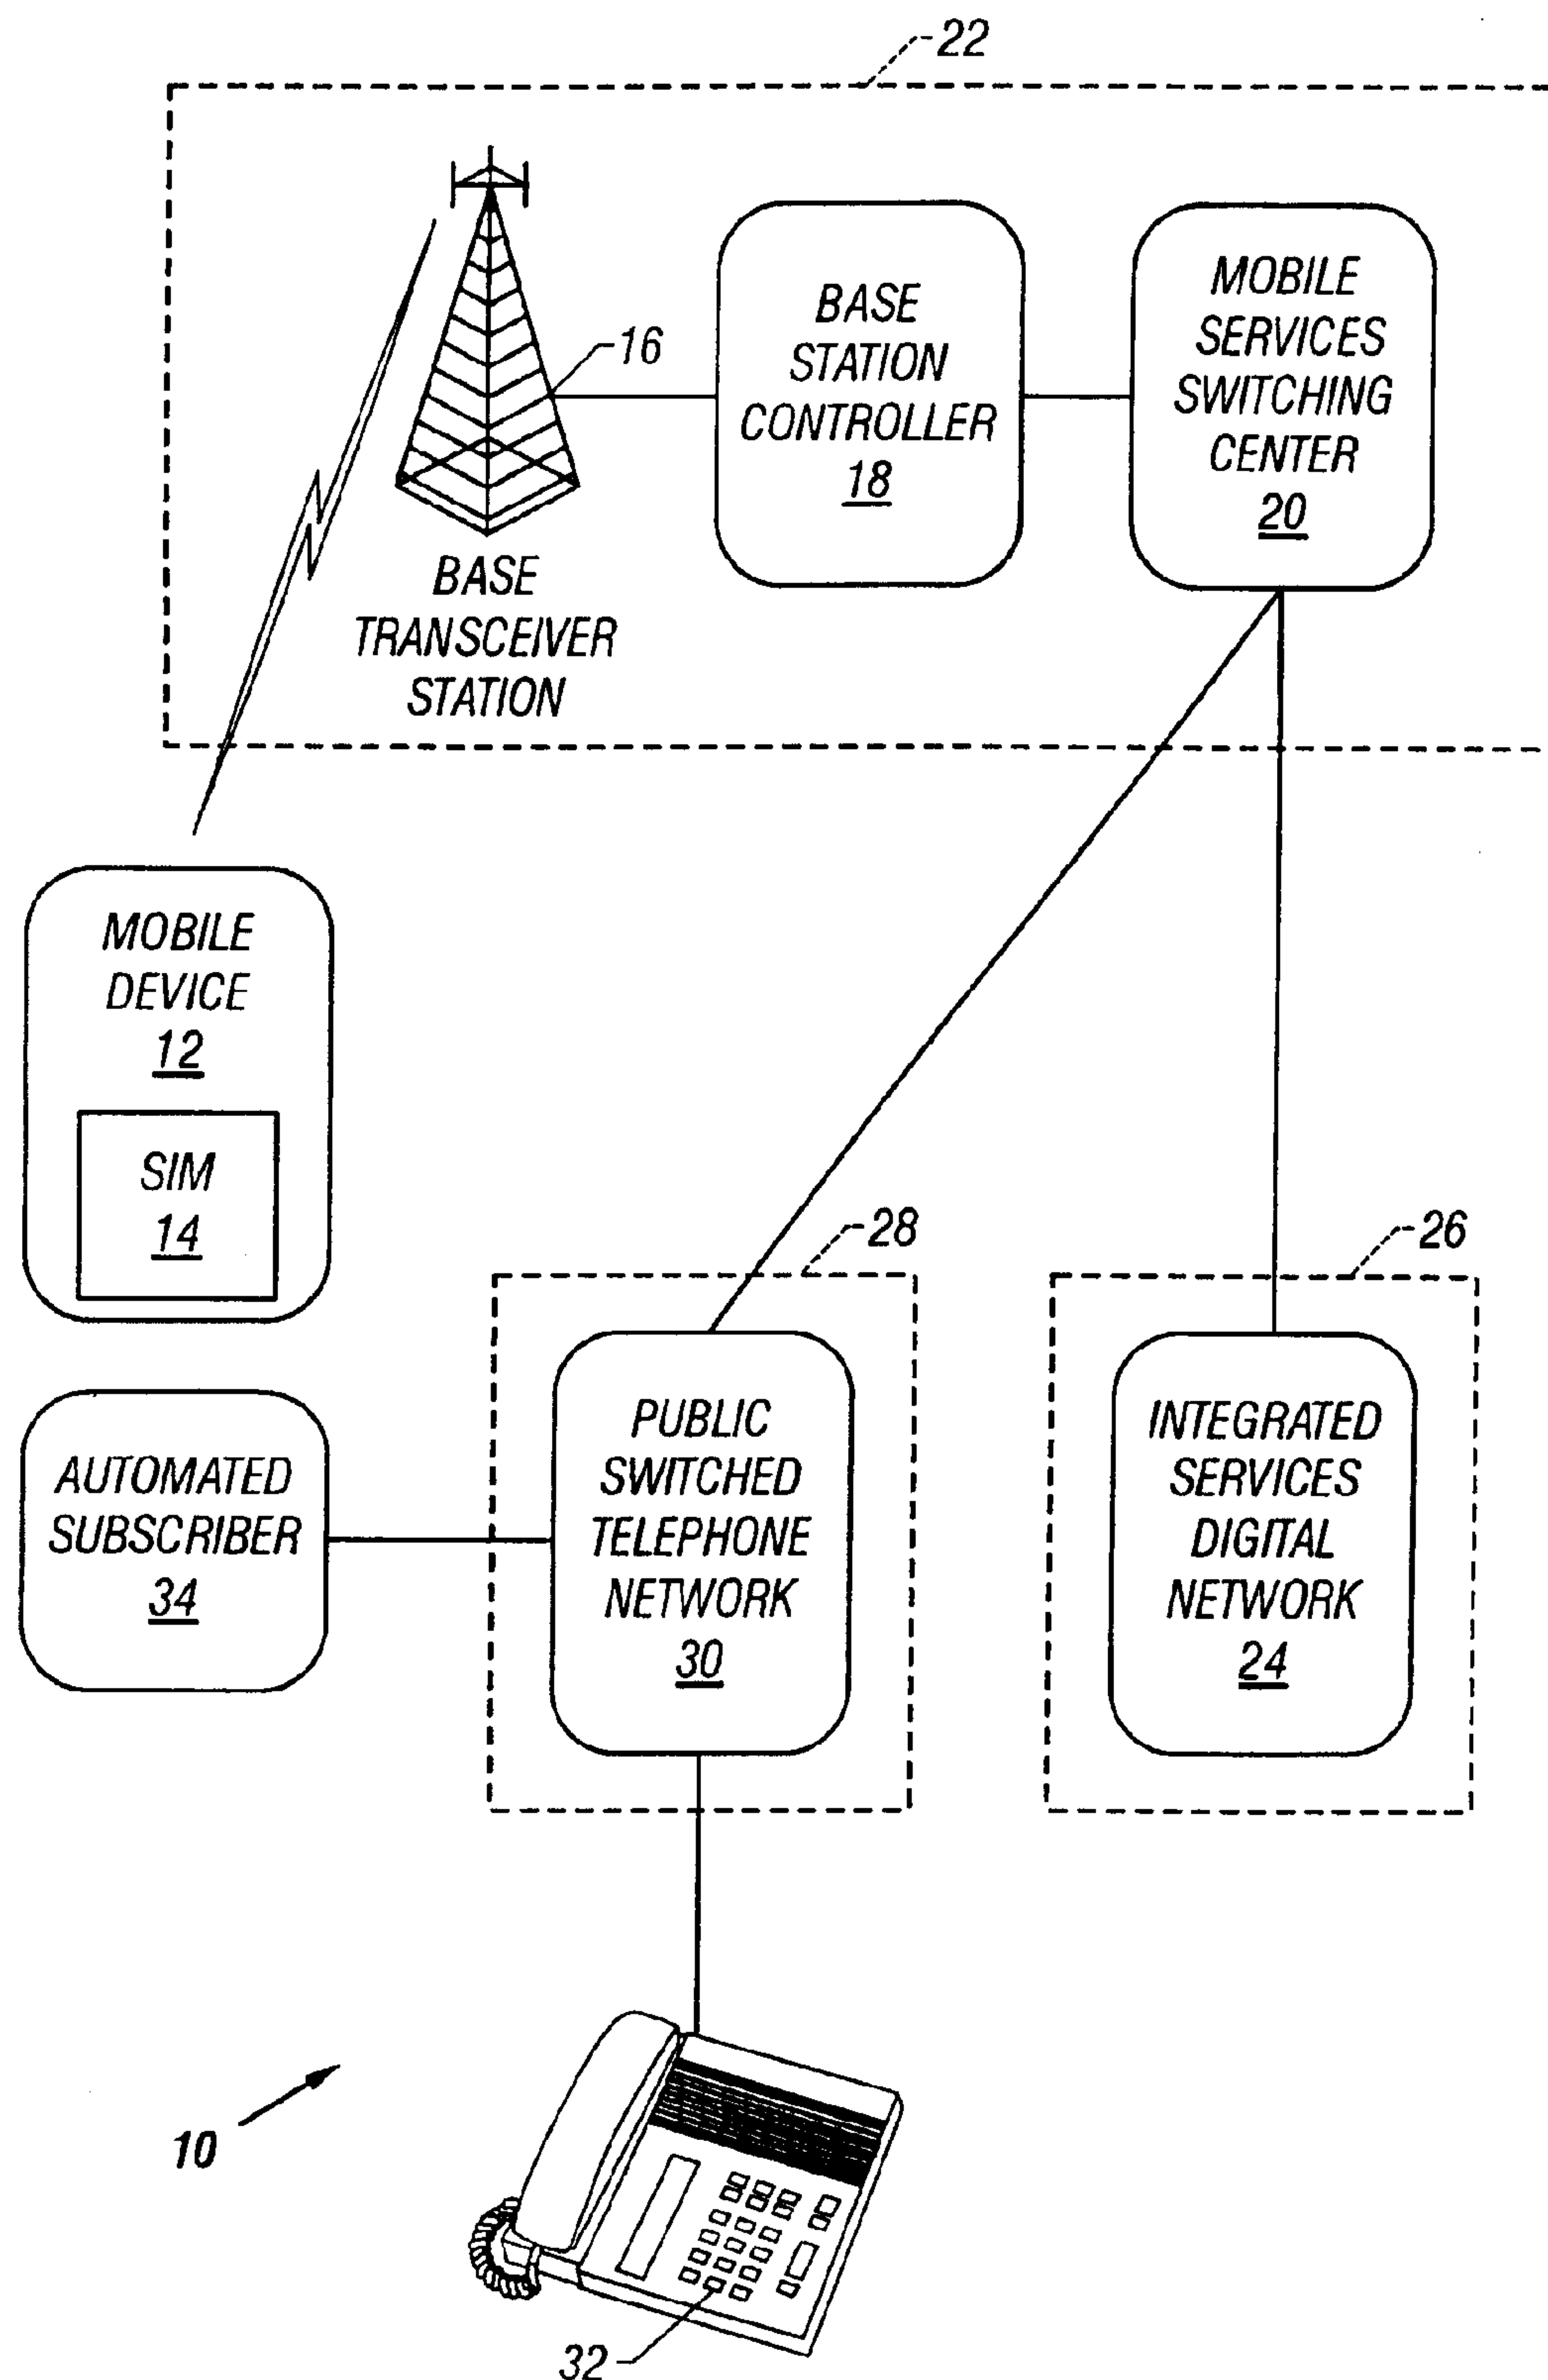 22
16
BASE
TRANSCEIVER
STATION
BASE
STATION
CONTROLLER
18
MOBILE
SERVICES
SWITCHING
CENTER
20
MOBILE
DEVICE
12
SIM
14
28
26
AUTOMATED
SUBSCRIBER
34
PUBLIC
SWITCHED
TELEPHONE
NETWORK
30
INTEGRATED
SERVICES
DIGITAL
NETWORK
24
10
32